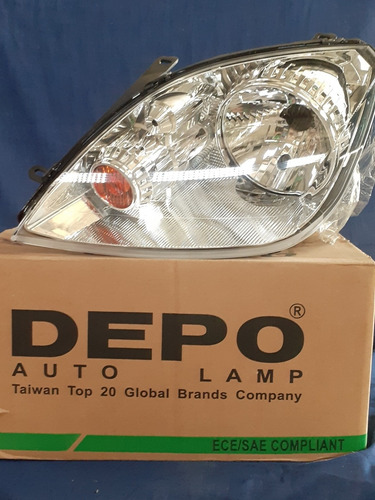 DEPO®
AUTO LAMP
Taiwan Top 20 Global Brands Company
ECE/SAE COMPLIANT